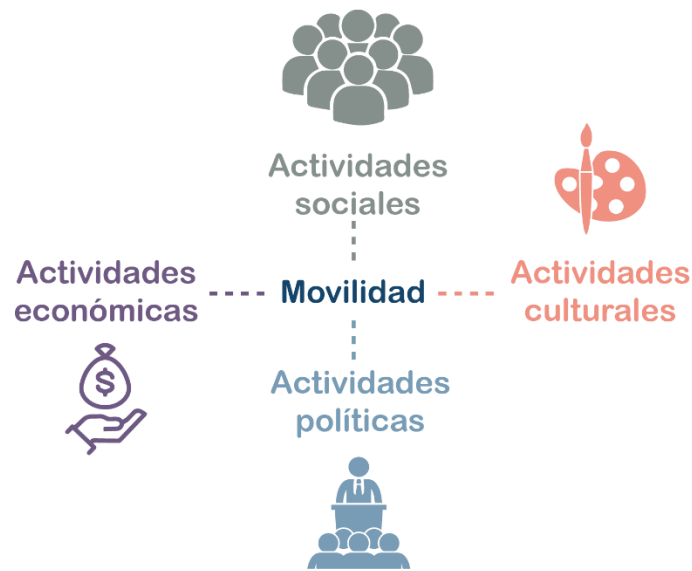 Actividades
sociales
Actividades
económicas
$
Movilidad
Actividades
culturales
Actividades
políticas